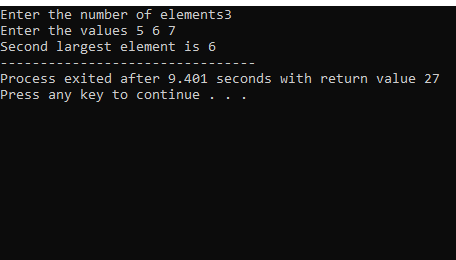 Enter the number of elements3
Enter the values 5 6 7
Second largest element is 6
--------------------------------
Process exited after 9.401 seconds with return value 27
Press any key to continue . . .